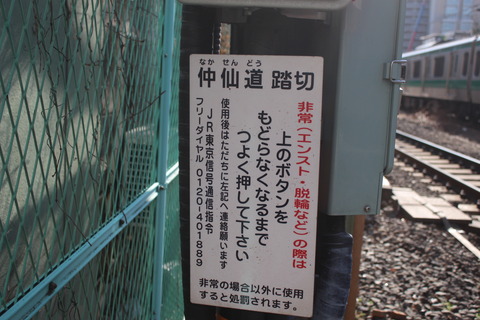 なか せん どう
仲仙道 踏切
非常(エンスト・脱輪など)の際は
上のボタンを
もどらなくなるまで
つよく押して下さい
使用後はただちに左記へ連絡願います
JR東京信号通信指令
フリーダイヤル 0120-401889
非常の場合以外に使用
すると処罰されます。